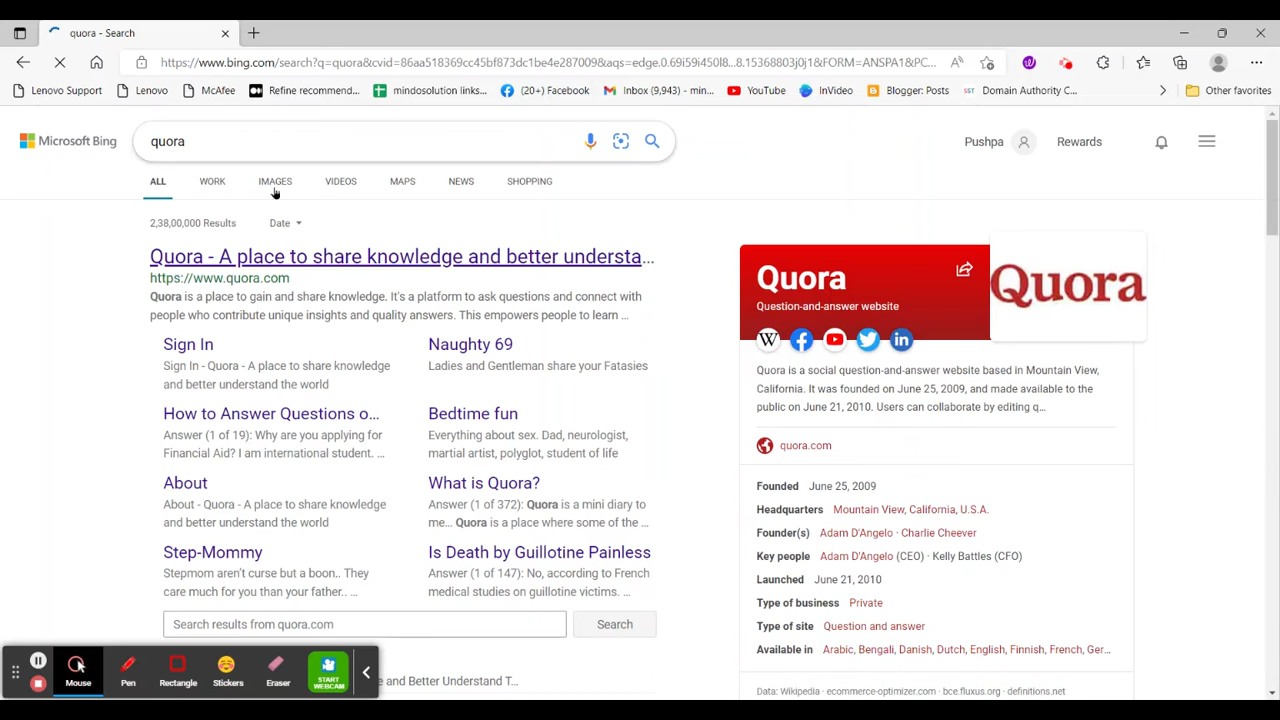 quora - Search
https://www.bing.com/search?q=quora&cvid=86aa518369cc45bf873dc1be4e287009&aqs=edge.0.69i59i450l8...8.15368803j0j1&FORM=ANSPA1&PC...
Lenovo Support
Lenovo
McAfee
Refine recommend...
mindosolution links...
(20+) Facebook
Inbox (9,943) - min...
YouTube
InVideo
Blogger: Posts
SST Domain Authority C...
Other favorites
Microsoft Bing
quora
Pushpa
Rewards
ALL
WORK
IMAGES
VIDEOS
MAPS
NEWS
SHOPPING
2,38,00,000 Results
Date
Quora - A place to share knowledge and better understa...
https://www.quora.com
Quora is a place to gain and share knowledge. It's a platform to ask questions and connect with
people who contribute unique insights and quality answers. This empowers people to learn ...
Sign In
Sign In - Quora - A place to share knowledge
and better understand the world
Naughty 69
Ladies and Gentleman share your Fatasies
How to Answer Questions o...
Answer (1 of 19): Why are you applying for
Financial Aid? I am international student. ...
Bedtime fun
Everything about sex. Dad, neurologist,
martial artist, polyglot, student of life
About
About - Quora - A place to share knowledge
and better understand the world
What is Quora?
Answer (1 of 372): Quora is a mini diary to
me... Quora is a place where some of the ...
Step-Mommy
Stepmom aren't curse but a boon.. They
care much for you than your father.. ...
Is Death by Guillotine Painless
Answer (1 of 147): No, according to French
medical studies on guillotine victims. ...
Search results from quora.com
Search
e and Better Understand T...
Quora
Question-and-answer website
Quora
W
Quora is a social question-and-answer website based in Mountain View,
California. It was founded on June 25, 2009, and made available to the
public on June 21, 2010. Users can collaborate by editing q...
quora.com
Founded June 25, 2009
Headquarters Mountain View, California, U.S.A.
Founder(s) Adam D'Angelo · Charlie Cheever
Key people Adam D'Angelo (CEO) · Kelly Battles (CFO)
Launched June 21, 2010
Type of business Private
Type of site Question and answer
Available in Arabic, Bengali, Danish, Dutch, English, Finnish, French, Ger...
Data: Wikipedia · ecommerce-optimizer.com · bce.fluxus.org · definitions.net
Mouse
Pen
Rectangle
Stickers
Eraser
START
WEBCAM